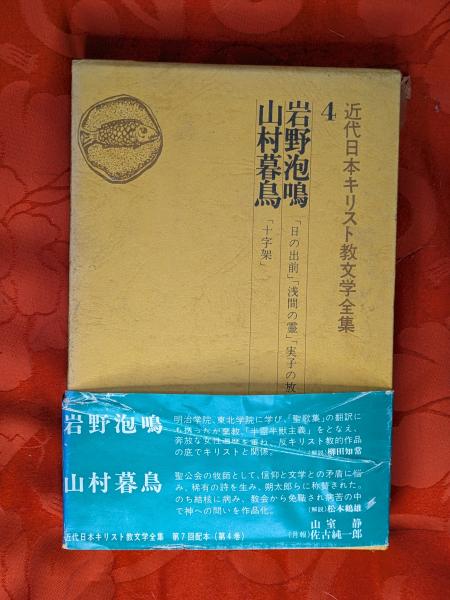 近代日本キリスト教文学全集
4
岩野泡鳴
「日の出前」「浅間の靈」「実子の放
山村暮鳥
「十字架」
岩野泡鳴
明治学院、東北学院に学び、「聖歌集」の翻訳に
も携ったが棄教、「半霊半獣主義」をとなえ、
奔放な女性遍歴を重ね、反キリスト教的作品
の底でキリストと関係。
〈解説〉柳田知常
山村暮鳥
聖公会の牧師として、信仰と文学との矛盾に悩
み、稀有の詩を生み、朔太郎らに称賛された。
のち結核に病み、教会から免職され病苦の中
で神への問いを作品化。
〈解説〉松本鶴雄
山室 静
〈月報〉佐古純一郎
近代日本キリスト教文学全集 第7回配本(第4巻)